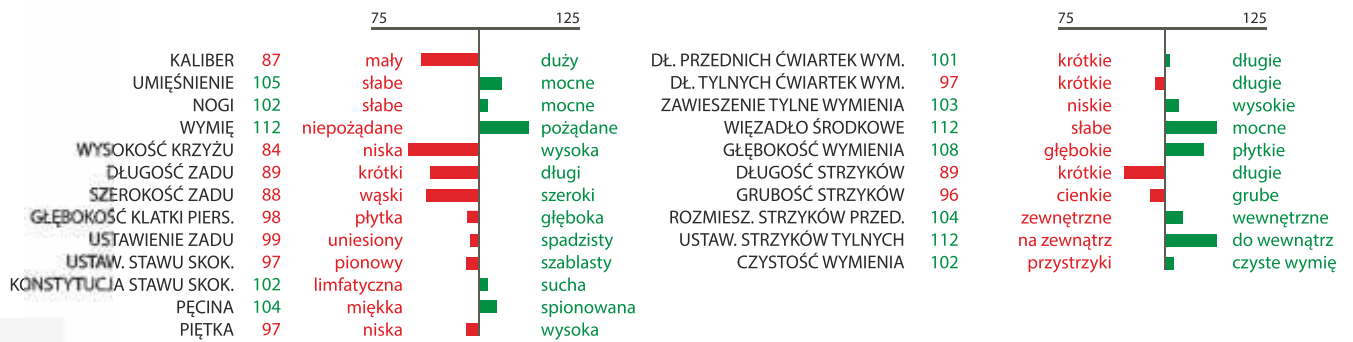 75 125
KALIBER 87 mały duży
UMIĘŚNIENIE 105 słabe mocne
NOGI 102 słabe mocne
WYMIĘ 112 niepożądane pożądane
WYSOKOŚĆ KRZYŻU 84 niska wysoka
DŁUGOŚĆ ZADU 89 krótki długi
SZEROKOŚĆ ZADU 88 wąski szeroki
GŁĘBOKOŚĆ KLATKI PIERS. 98 płytka głęboka
USTAWIENIE ZADU 99 uniesiony spadzisty
USTAW. STAWU SKOK. 97 pionowy szablasty
KONSTYTUCJA STAWU SKOK. 102 limfatyczna sucha
PĘCINA 104 miękka spionowana
PIĘTKA 97 niska wysoka
75 125
DŁ. PRZEDNICH ĆWIARTEK WYM. 101 krótkie długie
DŁ. TYLNYCH ĆWIARTEK WYM. 97 krótkie długie
ZAWIESZENIE TYLNE WYMIENIA 103 niskie wysokie
WIĘZADŁO ŚRODKOWE 112 słabe mocne
GŁĘBOKOŚĆ WYMIENIA 108 głębokie płytkie
DŁUGOŚĆ STRZYKÓW 89 krótkie długie
GRUBOŚĆ STRZYKÓW 96 cienkie grube
ROZMIESZ. STRZYKÓW PRZED. 104 zewnętrzne wewnętrzne
USTAW. STRZYKÓW TYLNYCH 112 na zewnątrz do wewnątrz
CZYSTOŚĆ WYMIENIA 102 przystrzyki czyste wymię